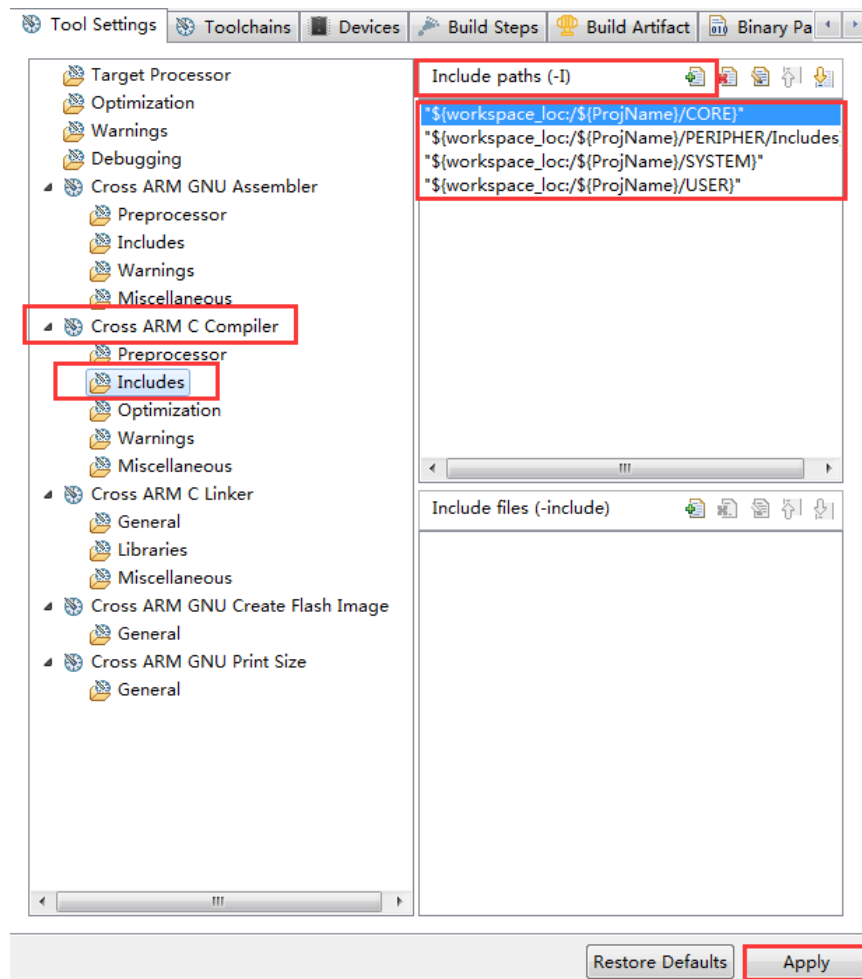 Tool Settings Toolchains Devices Build Steps Build Artifact Binary Pa
Target Processor
Optimization
Warnings
Debugging
Cross ARM GNU Assembler
Preprocessor
Includes
Warnings
Miscellaneous
Cross ARM C Compiler
Preprocessor
Includes
Optimization
Warnings
Miscellaneous
Cross ARM C Linker
General
Libraries
Miscellaneous
Cross ARM GNU Create Flash Image
General
Cross ARM GNU Print Size
General
Include paths (-I)
"${workspace_loc:/${ProjName}/CORE}"
"${workspace_loc:/${ProjName}/PERIPHER/Includes
"${workspace_loc:/${ProjName}/SYSTEM}"
"${workspace_loc:/${ProjName}/USER}"
Include files (-include)
Restore Defaults Apply